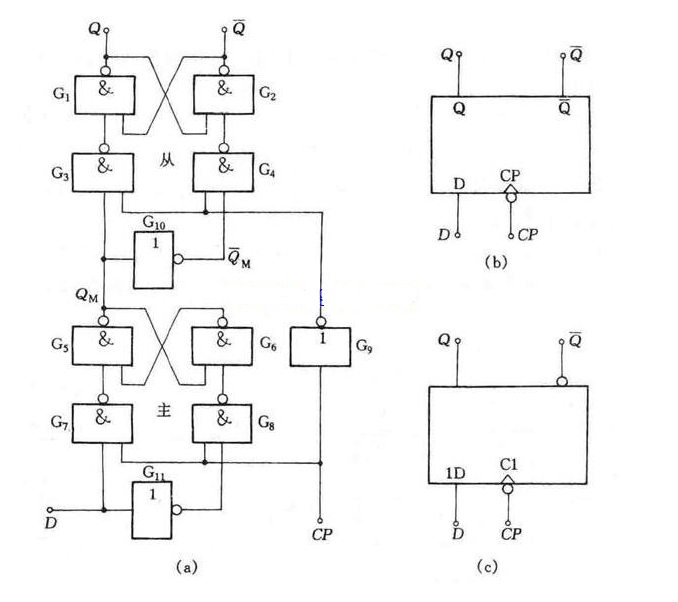 Q Q̅
G₁ & & G₂
G₃ & 从 & G₄
G₁₀
1
Q̅M
QM
G₅ & & G₆ 1 G₉
G₇ & 主 & G₈
G₁₁
1
D CP
(a)
Q Q̅
Q Q̅
D CP
D CP
(b)
Q Q̅
1D C1
D CP
(c)